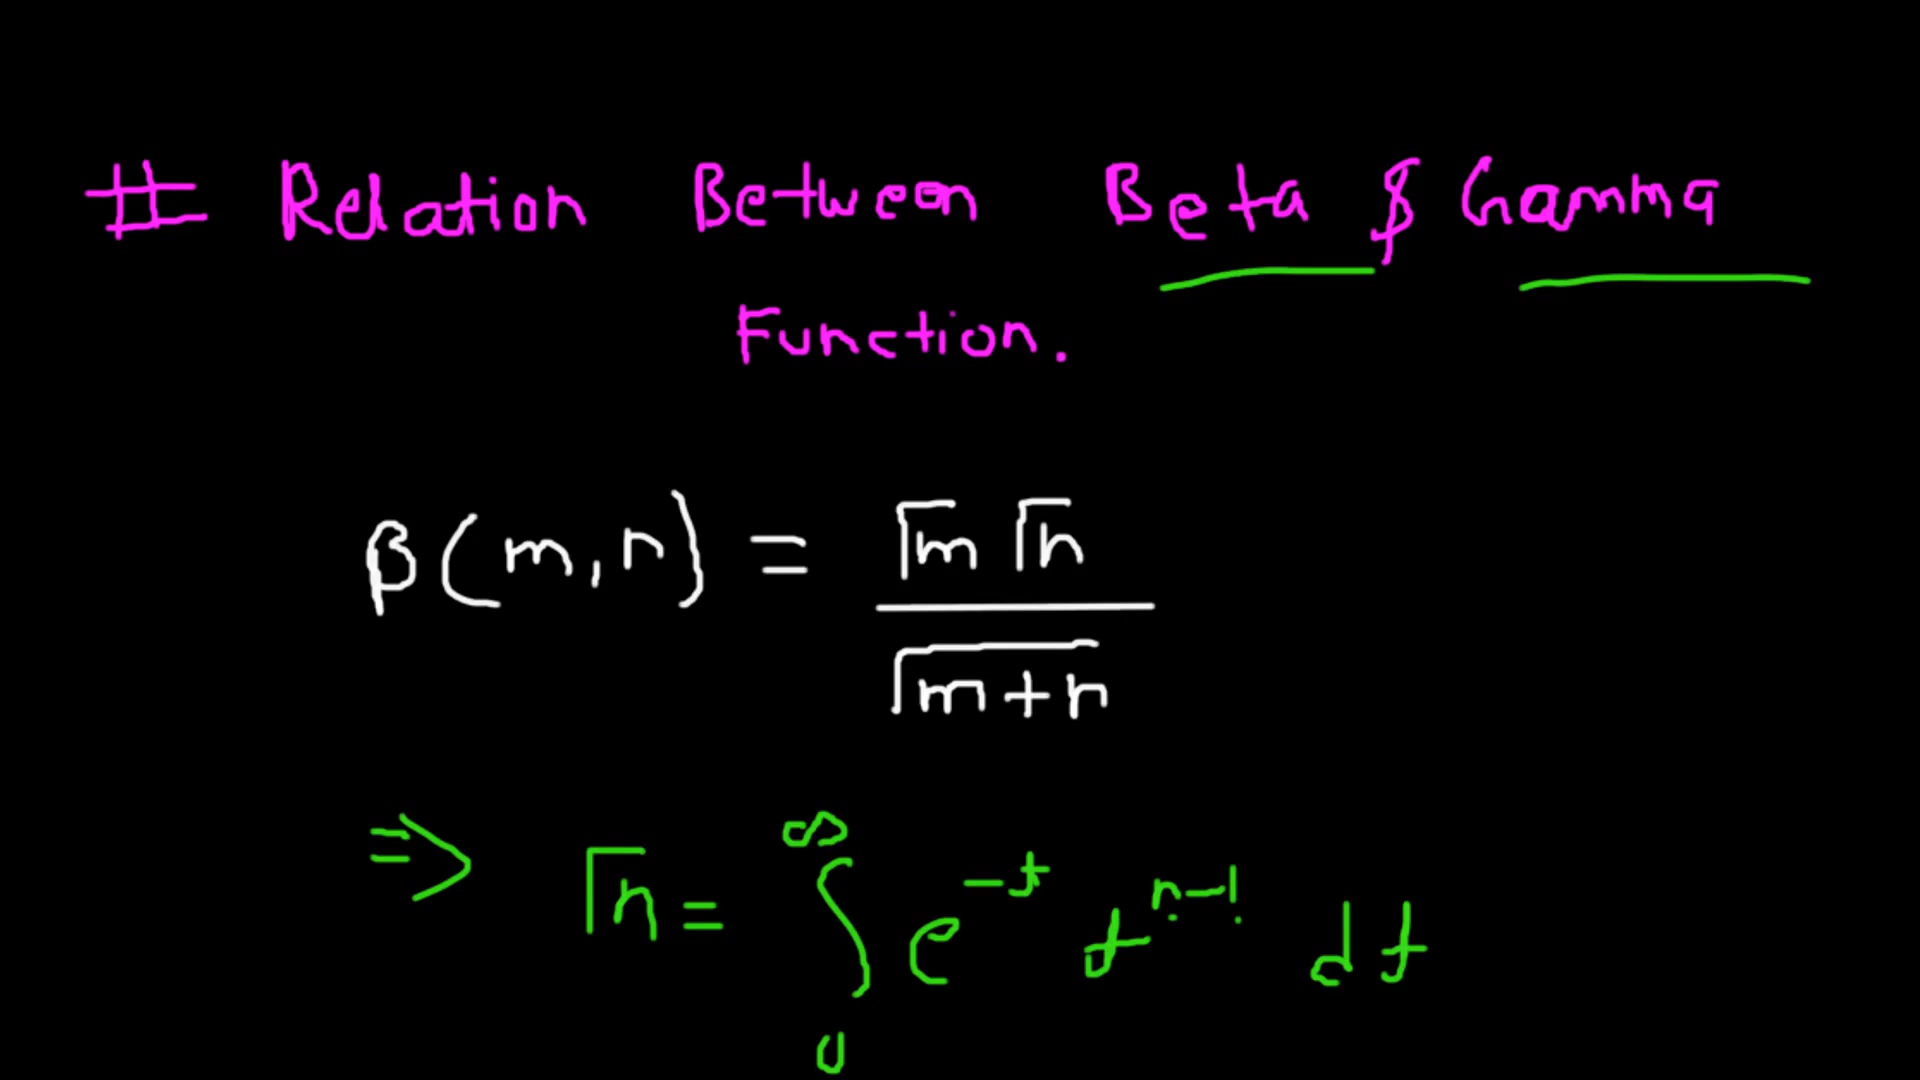 # Relation Between Beta & Gamma
Function.
β(m,n) = Γm Γn / Γm+n
⇒ Γn = ∫₀^∞ e^-t t^n-1 dt